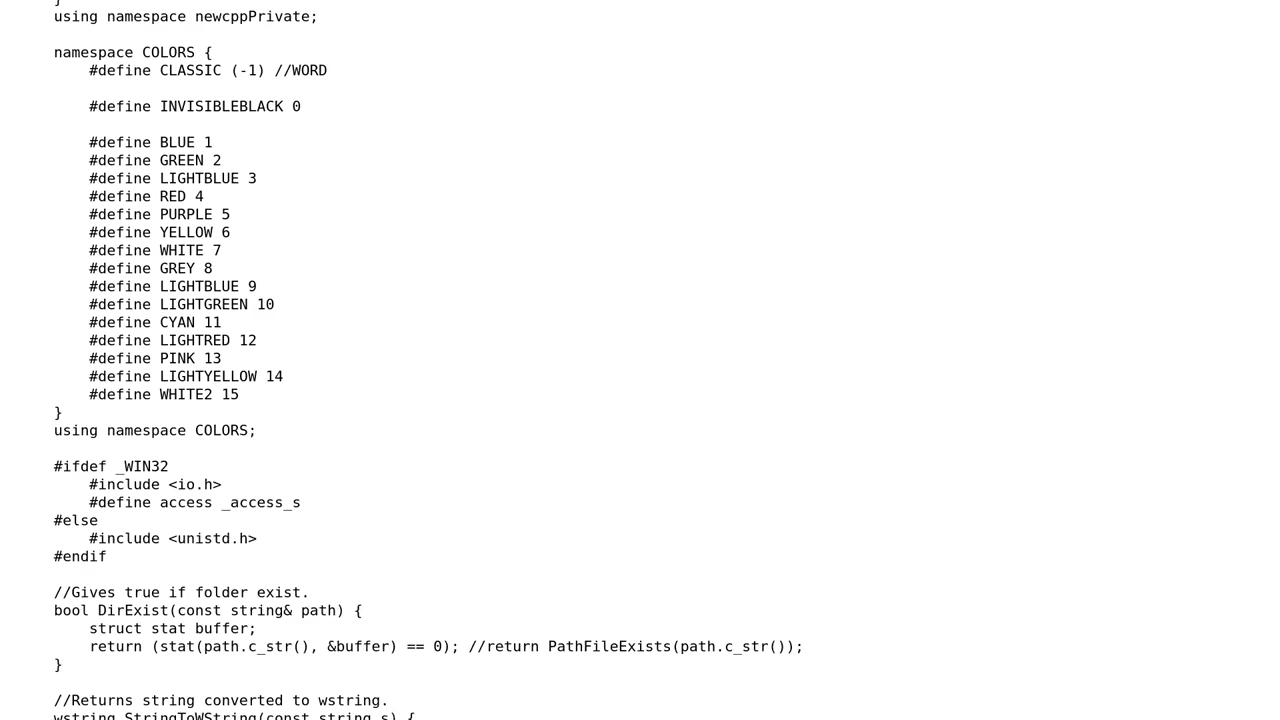 }
using namespace newcppPrivate;
namespace COLORS {
#define CLASSIC (-1) //WORD
#define INVISIBLEBLACK 0
#define BLUE 1
#define GREEN 2
#define LIGHTBLUE 3
#define RED 4
#define PURPLE 5
#define YELLOW 6
#define WHITE 7
#define GREY 8
#define LIGHTBLUE 9
#define LIGHTGREEN 10
#define CYAN 11
#define LIGHTRED 12
#define PINK 13
#define LIGHTYELLOW 14
#define WHITE2 15
}
using namespace COLORS;
#ifdef _WIN32
#include <io.h>
#define access _access_s
#else
#include <unistd.h>
#endif
//Gives true if folder exist.
bool DirExist(const string& path) {
struct stat buffer;
return (stat(path.c_str(), &buffer) == 0); //return PathFileExists(path.c_str());
}
//Returns string converted to wstring.
wstring StringToWString(const string s) {